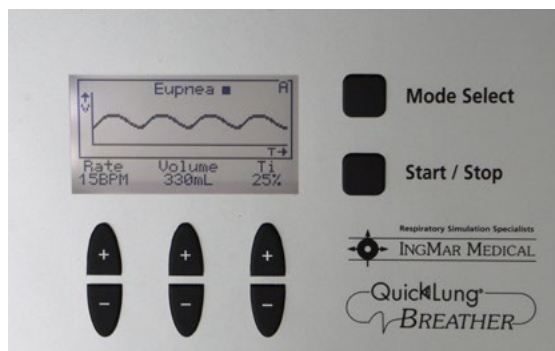 Eupnea ■ A
V
T
Rate Volume Ti
15BPM 330mL 25%
Mode Select
Start / Stop
+ + +
− − −
Respiratory Simulation Specialists
INGMAR MEDICAL
QuickLung®
BREATHER